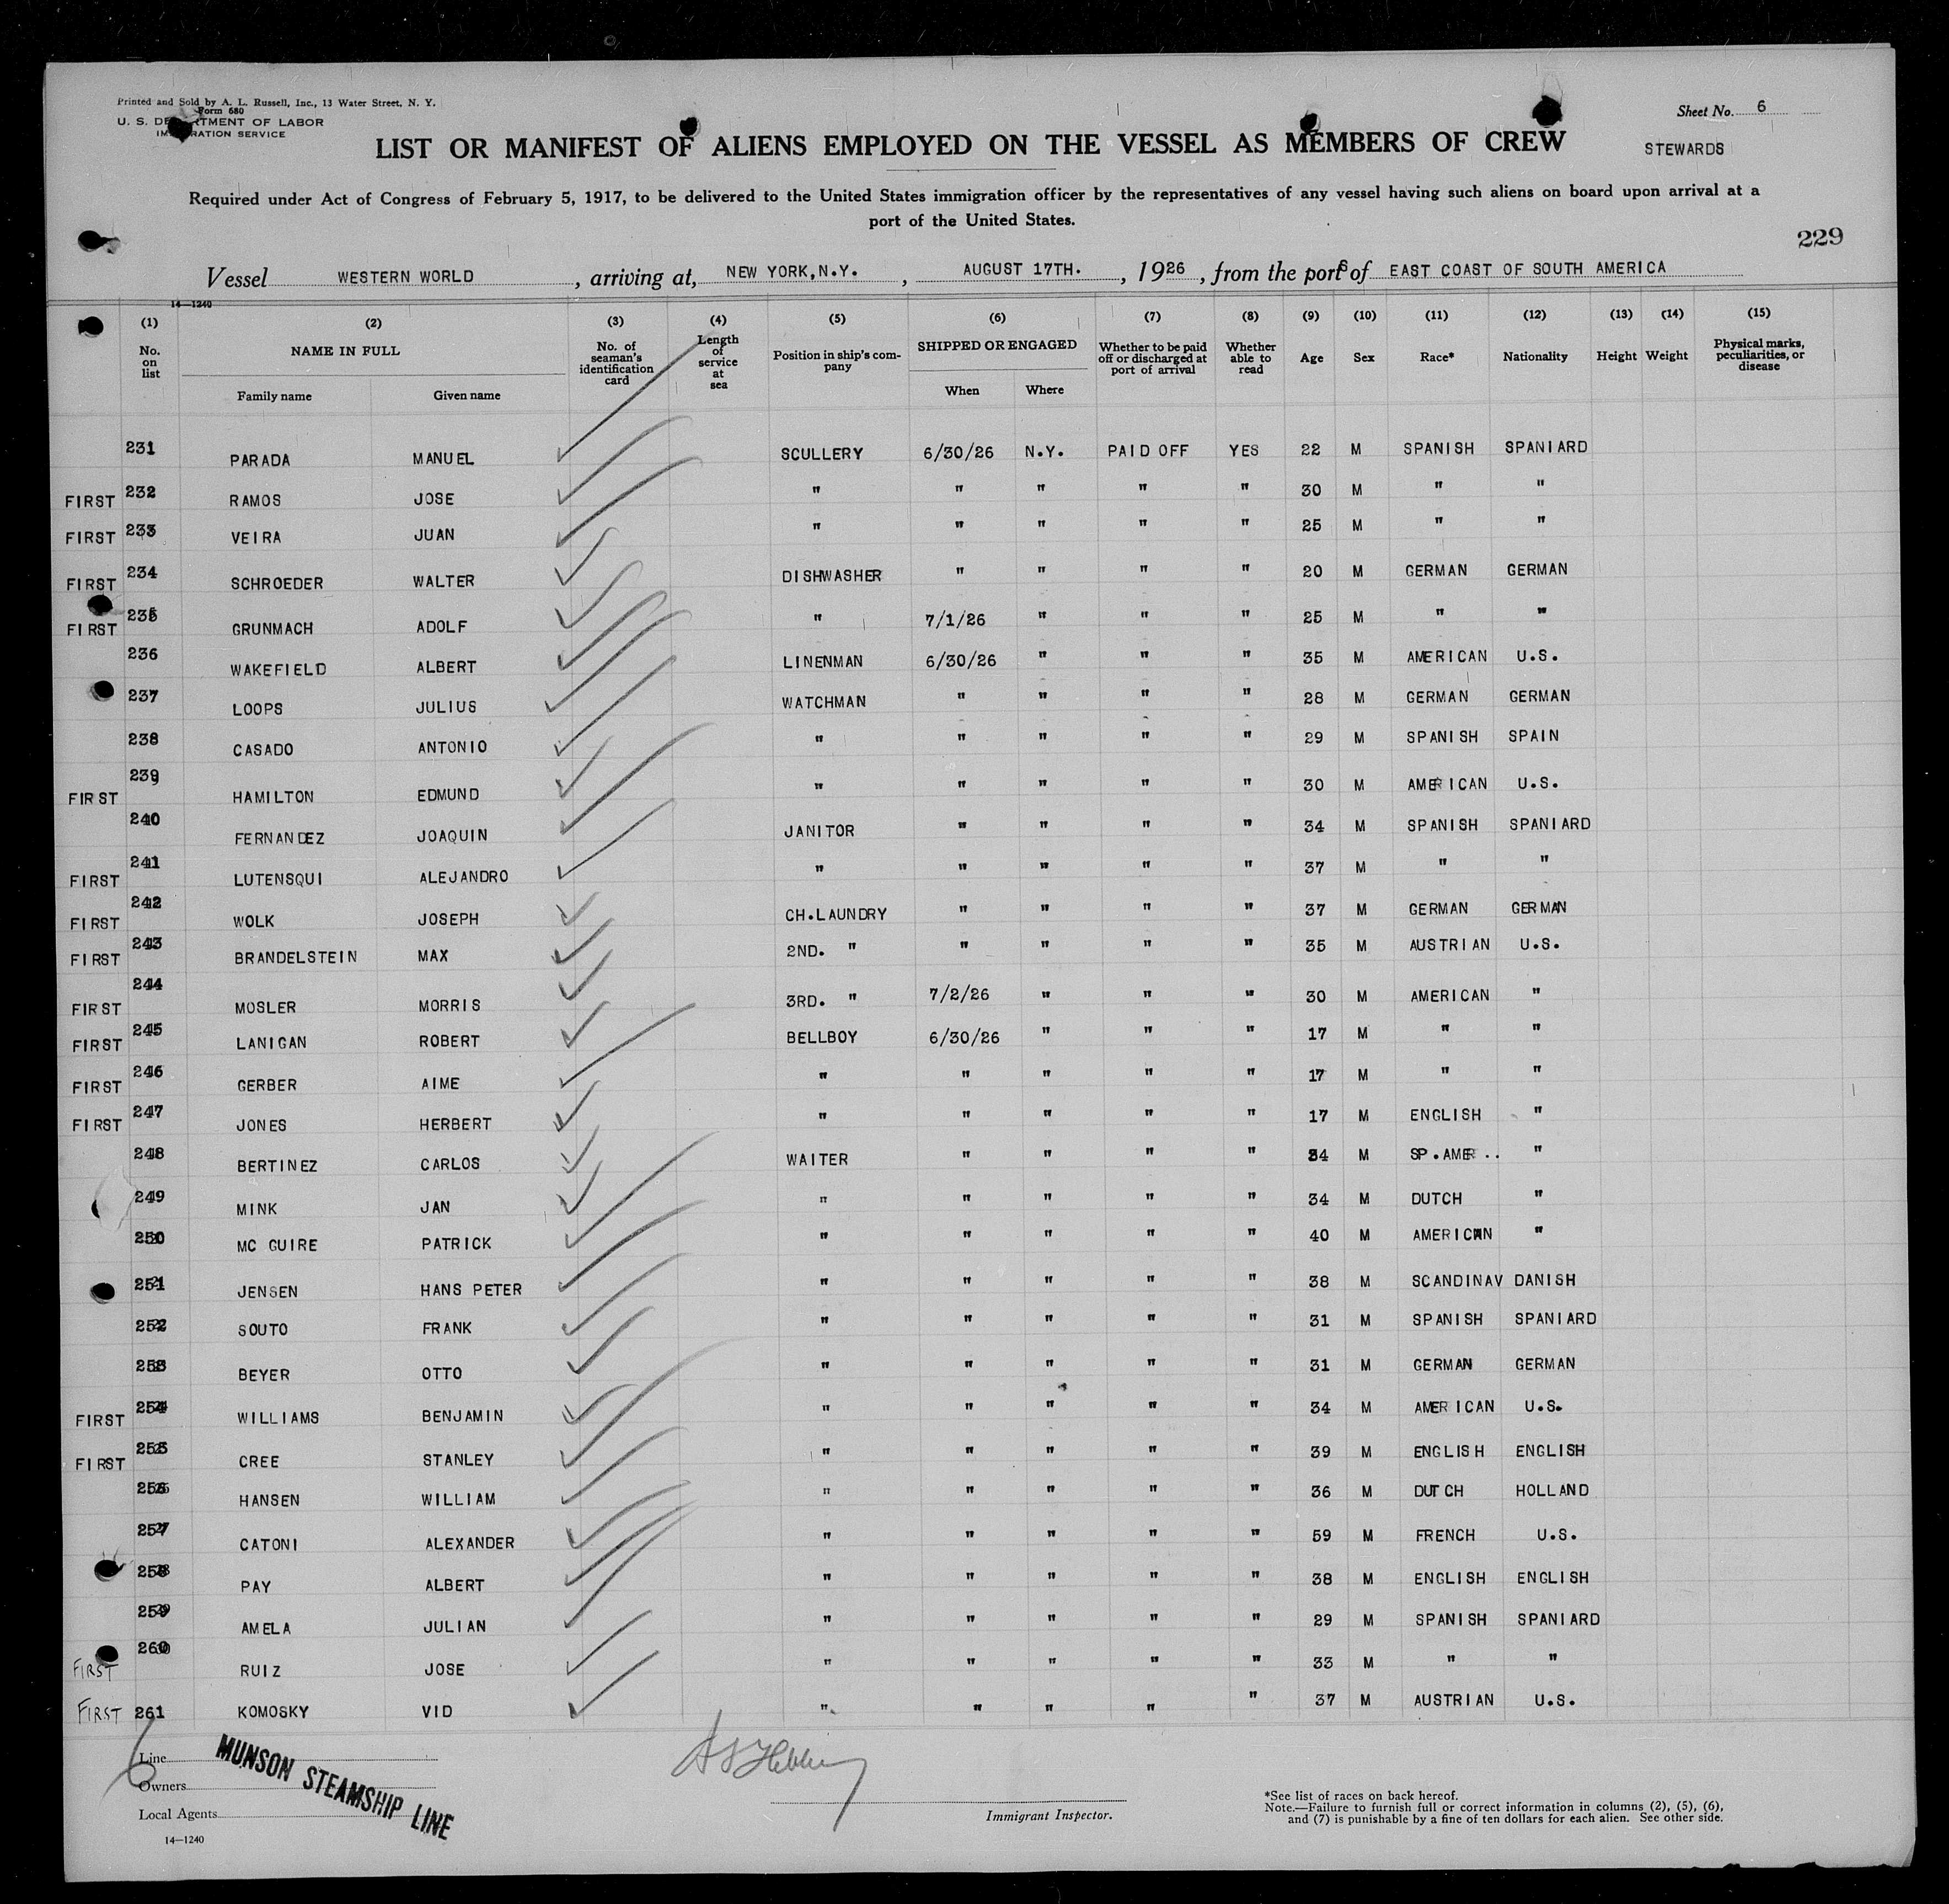 Printed and Sold by A. L. Russell, Inc., 13 Water Street, N. Y.
Form 680
U. S. DEPARTMENT OF LABOR
IMMIGRATION SERVICE
Sheet No. 6
LIST OR MANIFEST OF ALIENS EMPLOYED ON THE VESSEL AS MEMBERS OF CREW
STEWARDS
Required under Act of Congress of February 5, 1917, to be delivered to the United States immigration officer by the representatives of any vessel having such aliens on board upon arrival at a
port of the United States.
229
Vessel WESTERN WORLD, arriving at, NEW YORK,N.Y., AUGUST 17TH., 1926, from the ports of EAST COAST OF SOUTH AMERICA
14—1240
(1) (2) (3) (4) (5) (6) (7) (8) (9) (10) (11) (12) (13) (14) (15)
No. on list NAME IN FULL Family name Given name No. of seaman's identification card Length of service at sea Position in ship's company SHIPPED OR ENGAGED When Where Whether to be paid off or discharged at port of arrival Whether able to read Age Sex Race* Nationality Height Weight Physical marks, peculiarities, or disease
231 PARADA MANUEL SCULLERY 6/30/26 N.Y. PAID OFF YES 22 M SPANISH SPANIARD
FIRST 232 RAMOS JOSE " " " " " 30 M " "
FIRST 233 VEIRA JUAN " " " " " 25 M " "
FIRST 234 SCHROEDER WALTER DISHWASHER " " " " 20 M GERMAN GERMAN
FIRST 235 GRUNMACH ADOLF " 7/1/26 " " " 25 M " "
236 WAKEFIELD ALBERT LINENMAN 6/30/26 " " " 35 M AMERICAN U.S.
237 LOOPS JULIUS WATCHMAN " " " " 28 M GERMAN GERMAN
238 CASADO ANTONIO " " " " " 29 M SPANISH SPAIN
FIRST 239 HAMILTON EDMUND " " " " " 30 M AMERICAN U.S.
240 FERNANDEZ JOAQUIN JANITOR " " " " 34 M SPANISH SPANIARD
FIRST 241 LUTENSQUI ALEJANDRO " " " " " 37 M " "
FIRST 242 WOLK JOSEPH CH.LAUNDRY " " " " 37 M GERMAN GERMAN
FIRST 243 BRANDELSTEIN MAX 2ND. " " " " " 35 M AUSTRIAN U.S.
FIRST 244 MOSLER MORRIS 3RD. " 7/2/26 " " " 30 M AMERICAN "
FIRST 245 LANIGAN ROBERT BELLBOY 6/30/26 " " " 17 M " "
FIRST 246 GERBER AIME " " " " " 17 M " "
FIRST 247 JONES HERBERT " " " " " 17 M ENGLISH "
248 BERTINEZ CARLOS WAITER " " " " 34 M SP.AMER.. "
249 MINK JAN " " " " " 34 M DUTCH "
250 MC GUIRE PATRICK " " " " " 40 M AMERICAN "
251 JENSEN HANS PETER " " " " " 38 M SCANDINAV DANISH
252 SOUTO FRANK " " " " " 31 M SPANISH SPANIARD
253 BEYER OTTO " " " " " 31 M GERMAN GERMAN
FIRST 254 WILLIAMS BENJAMIN " " " " " 34 M AMERICAN U.S.
FIRST 255 CREE STANLEY " " " " " 39 M ENGLISH ENGLISH
256 HANSEN WILLIAM " " " " " 36 M DUTCH HOLLAND
257 CATONI ALEXANDER " " " " " 59 M FRENCH U.S.
258 PAY ALBERT " " " " " 38 M ENGLISH ENGLISH
259 AMELA JULIAN " " " " " 29 M SPANISH SPANIARD
FIRST 260 RUIZ JOSE " " " " " 33 M " "
FIRST 261 KOMOSKY VID " " " " " 37 M AUSTRIAN U.S.
Line
Owners
Local Agents
MUNSON STEAMSHIP LINE
14—1240
Immigrant Inspector.
*See list of races on back hereof.
Note.—Failure to furnish full or correct information in columns (2), (5), (6),
and (7) is punishable by a fine of ten dollars for each alien. See other side.